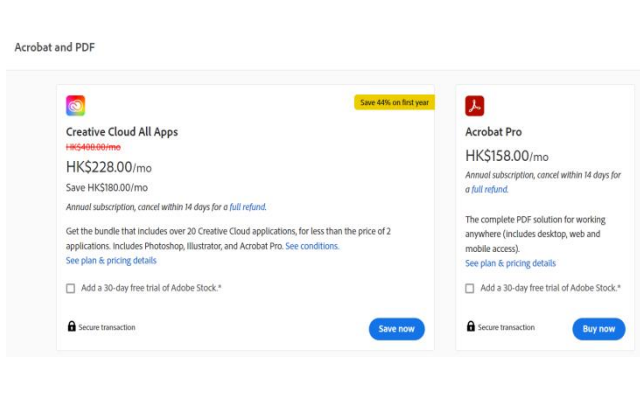 Acrobat and PDF
Save 44% on first year
Creative Cloud All Apps
HK$408.00/mo
HK$228.00/mo
Save HK$180.00/mo
Annual subscription, cancel within 14 days for a full refund.
Get the bundle that includes over 20 Creative Cloud applications, for less than the price of 2
applications. Includes Photoshop, Illustrator, and Acrobat Pro. See conditions.
See plan & pricing details
Add a 30-day free trial of Adobe Stock.*
Secure transaction
Save now
Acrobat Pro
HK$158.00/mo
Annual subscription, cancel within 14 days for
a full refund.
The complete PDF solution for working
anywhere (includes desktop, web and
mobile access).
See plan & pricing details
Add a 30-day free trial of Adobe Stock.*
Secure transaction
Buy now